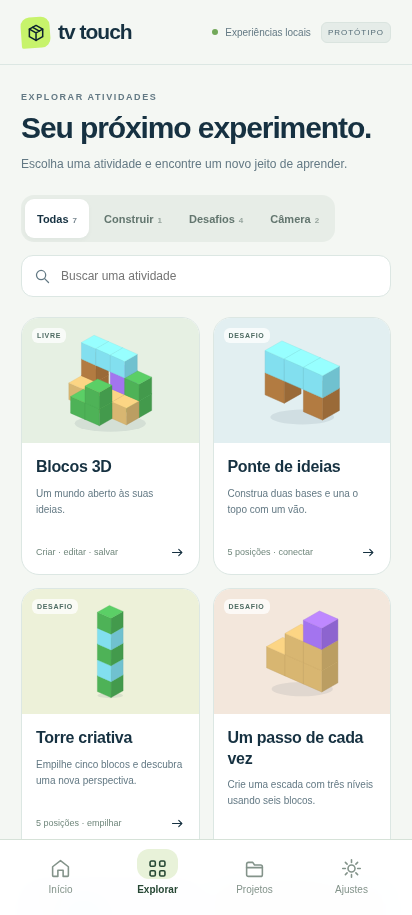 tv touch
Experiências locais
PROTÓTIPO
EXPLORAR ATIVIDADES
Seu próximo experimento.
Escolha uma atividade e encontre um novo jeito de aprender.
Todas 7
Construir 1
Desafios 4
Câmera 2
Buscar uma atividade
LIVRE
Blocos 3D
Um mundo aberto às suas
ideias.
Criar · editar · salvar
DESAFIO
Ponte de ideias
Construa duas bases e una o
topo com um vão.
5 posições · conectar
DESAFIO
Torre criativa
Empilhe cinco blocos e descubra
uma nova perspectiva.
5 posições · empilhar
DESAFIO
Um passo de cada
vez
Crie uma escada com três níveis
usando seis blocos.
Início
Explorar
Projetos
Ajustes